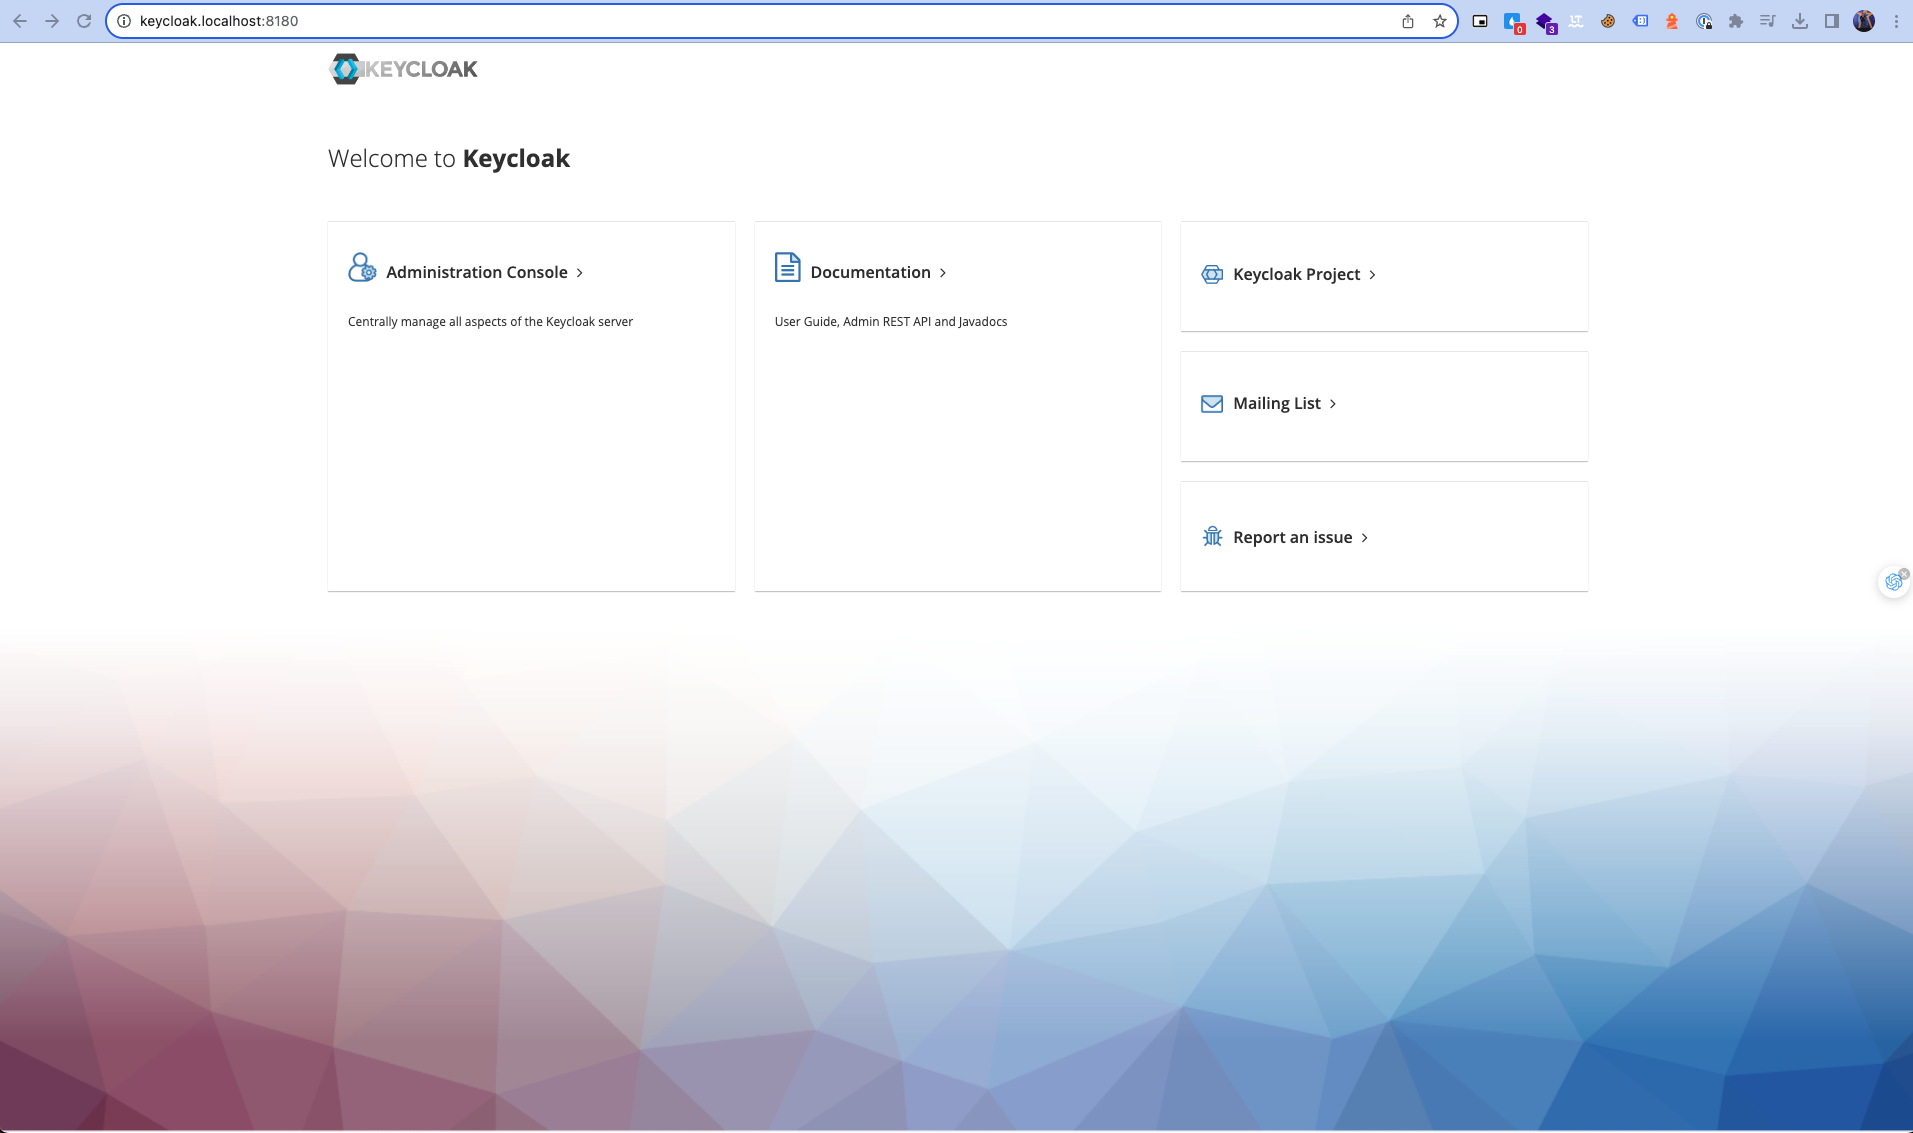 keycloak.localhost:8180
0
3
KEYCLOAK
Welcome to Keycloak
Administration Console
Centrally manage all aspects of the Keycloak server
Documentation
User Guide, Admin REST API and Javadocs
Keycloak Project
Mailing List
Report an issue